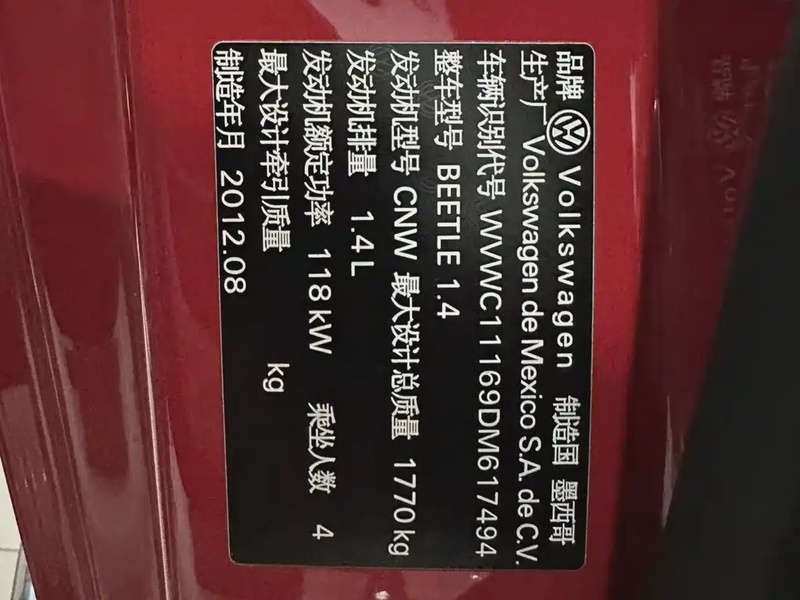 品牌 Volkswagen 制造国 墨西哥
生产厂 Volkswagen de Mexico S.A. de C.V.
车辆识别代号 WVWC11169DM617494
整车型号 BEETLE 1.4
发动机型号 CNW 最大设计总质量 1770 kg
发动机排量 1.4 L
发动机额定功率 118 kW 乘坐人数 4
最大设计牵引质量 kg
制造年月 2012.08